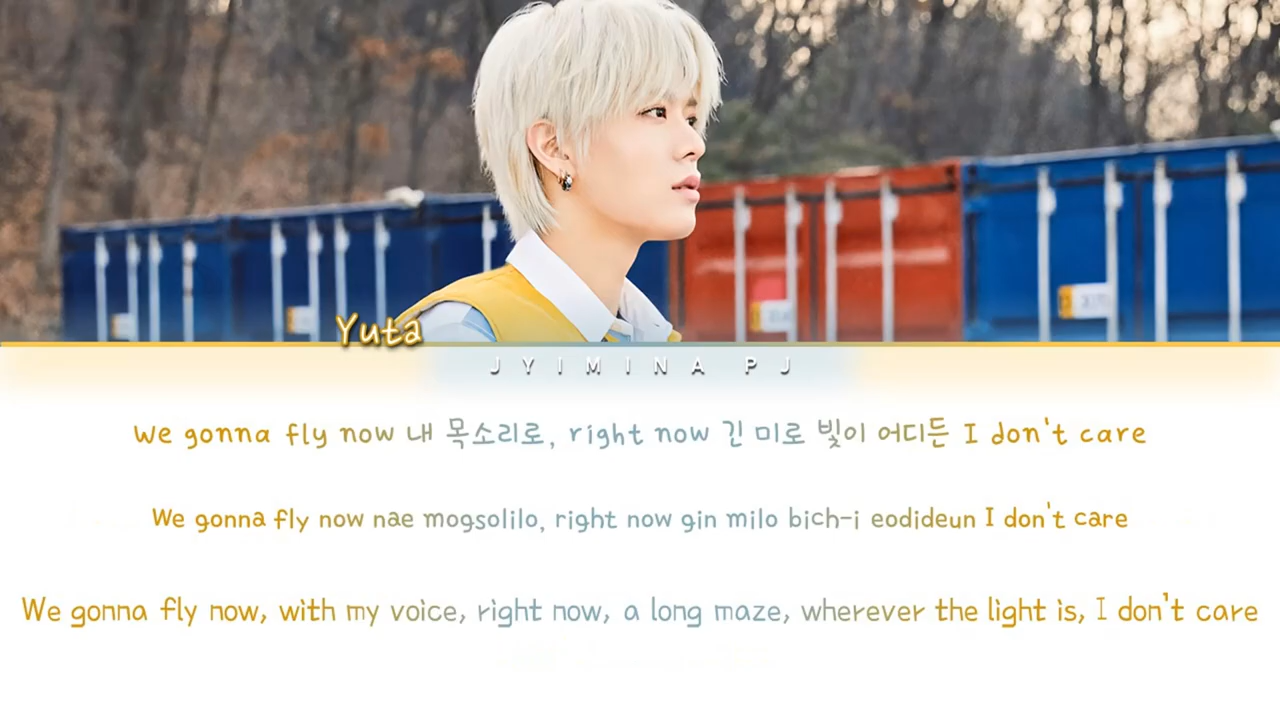 Yuta
JYIMINA PJ
We gonna fly now 내 목소리로, right now 긴 미로 빛이 어디든 I don't care
We gonna fly now nae mogsolilo, right now gin milo bich-i eodideun I don't care
We gonna fly now, with my voice, right now, a long maze, wherever the light is, I don't care